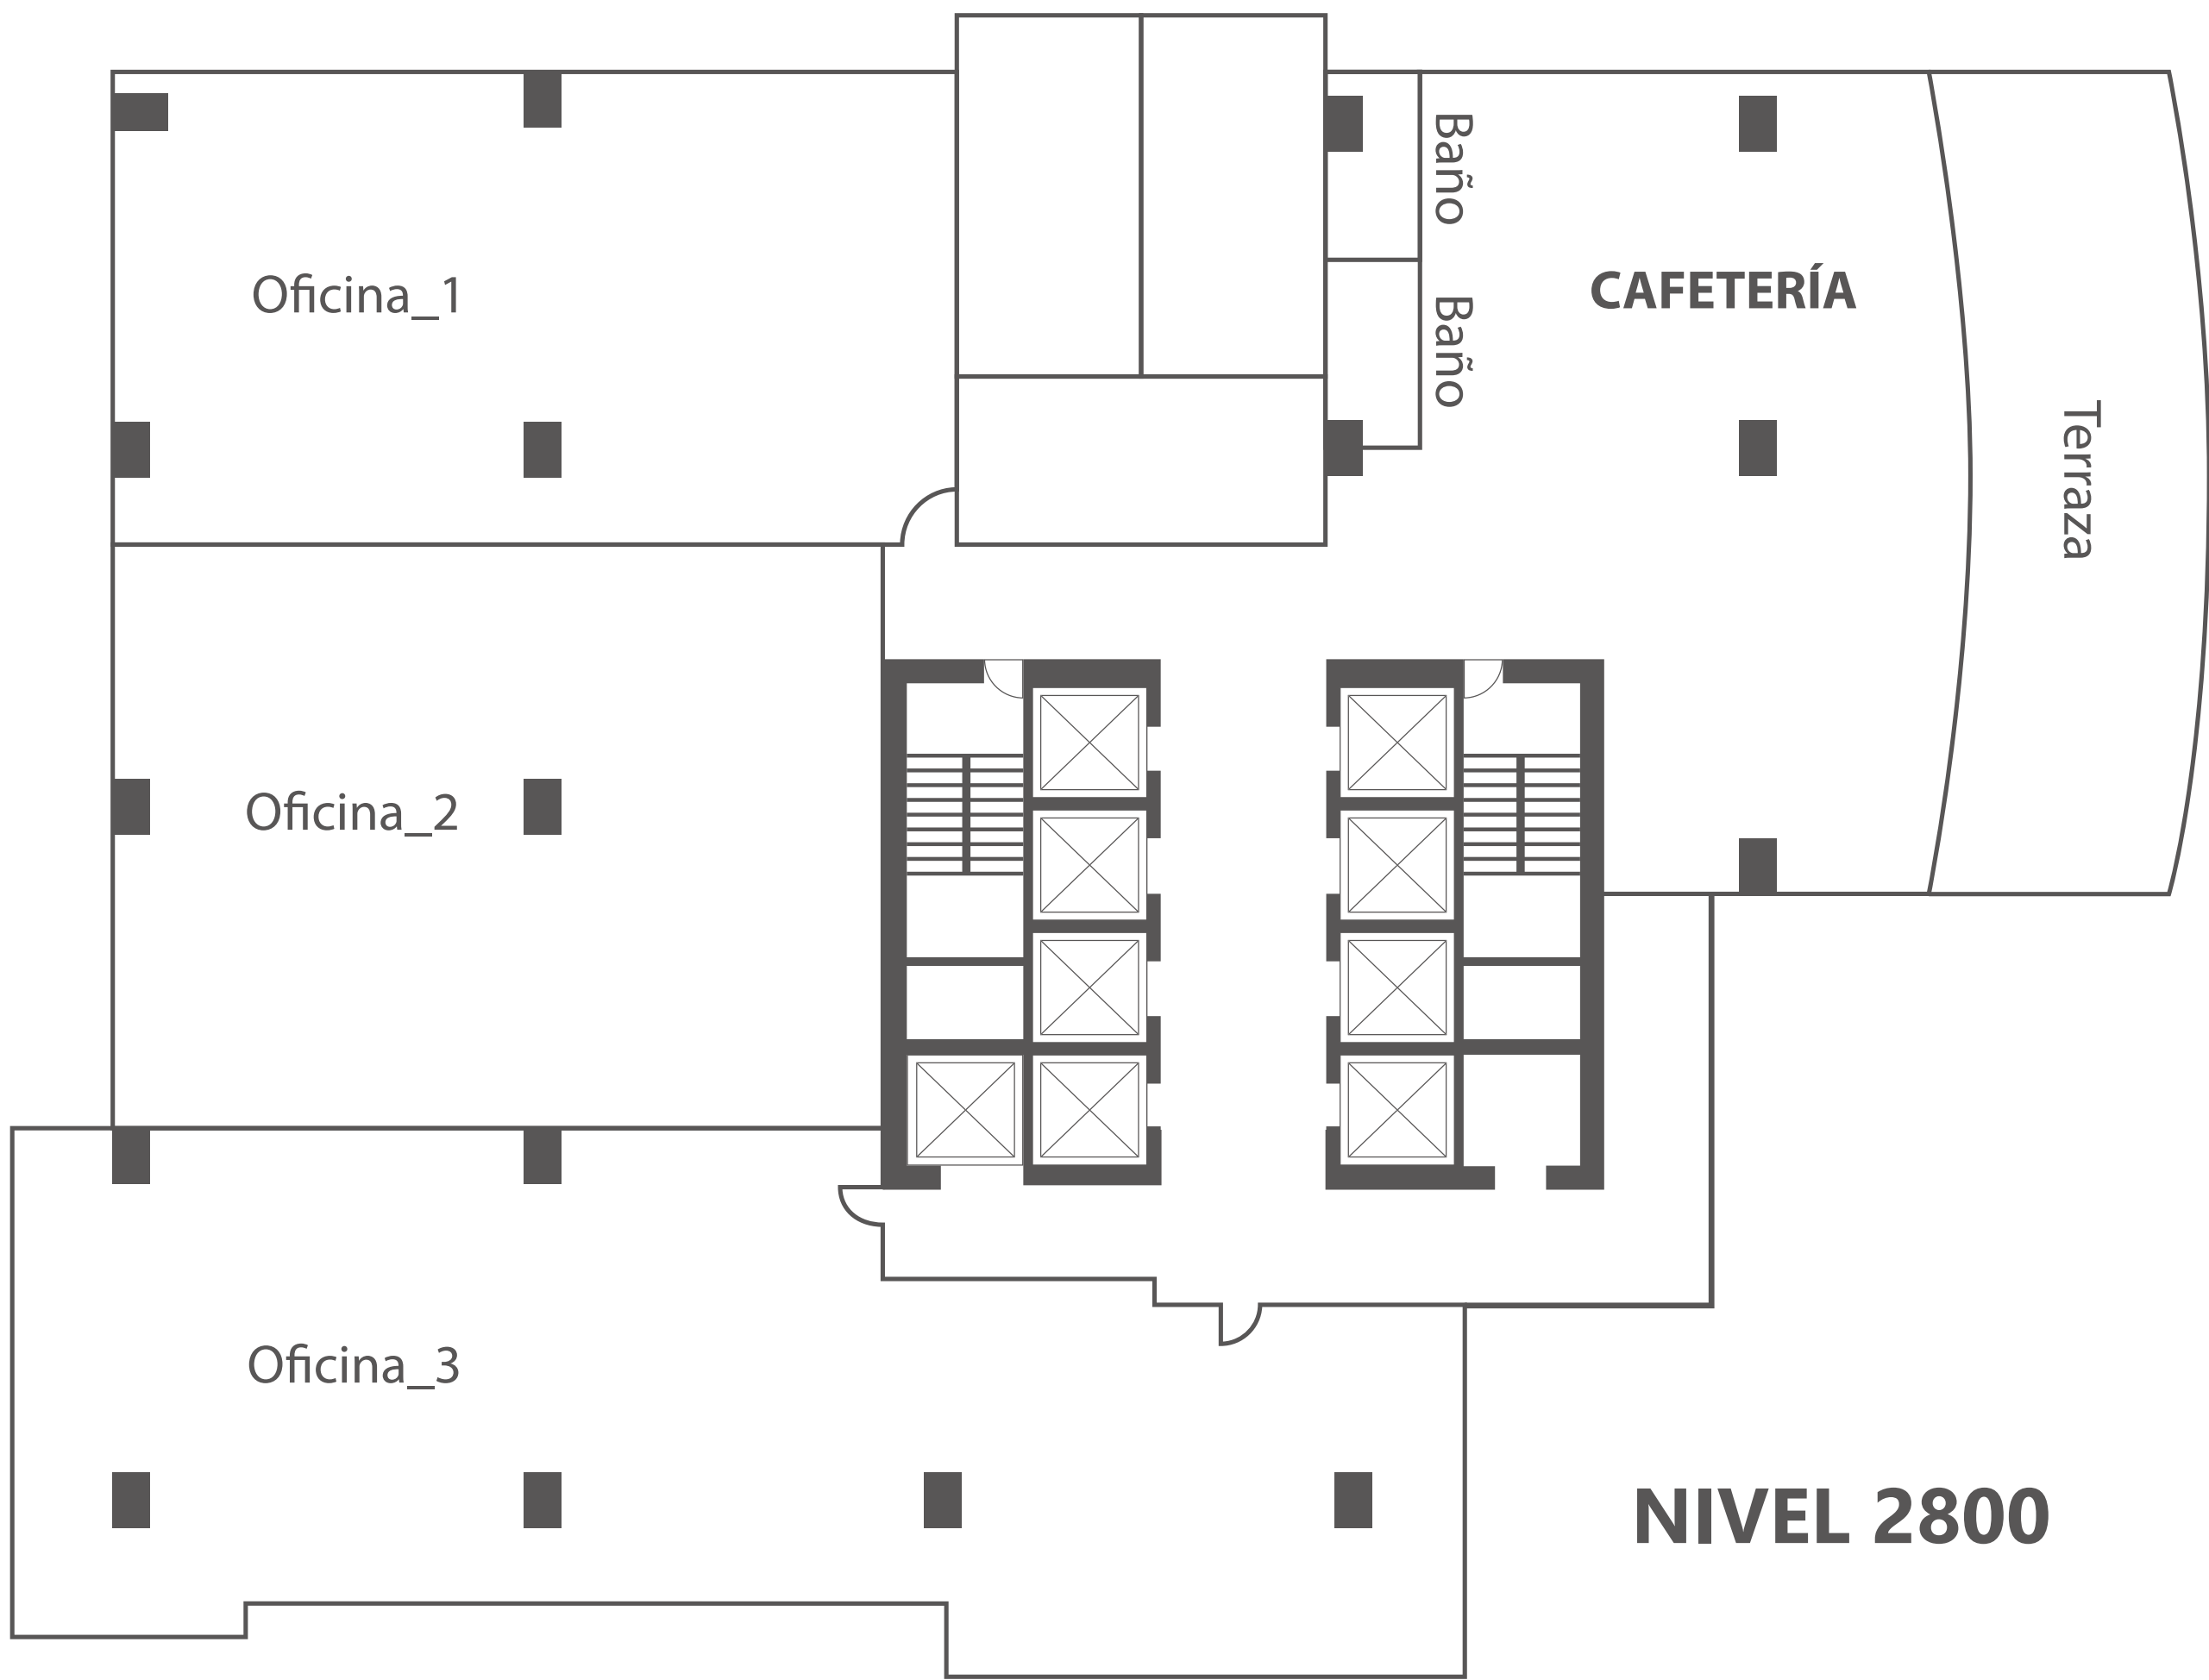 Baño
Oficina_1
CAFETERÍA
Baño
Terraza
Oficina_2
Oficina_3
NIVEL 2800